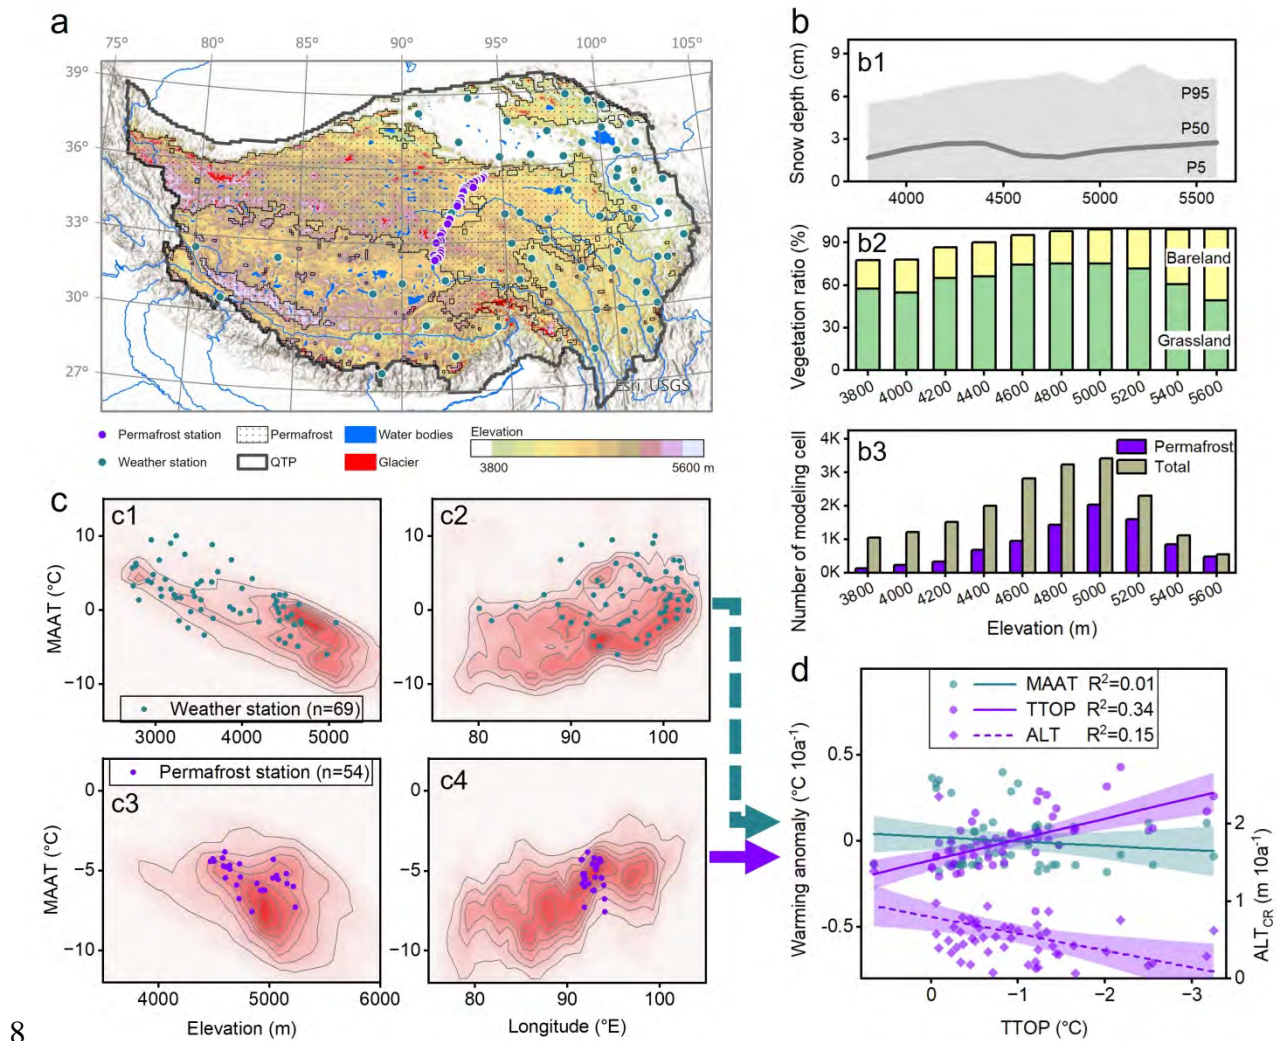 a
75° 80° 85° 90° 95° 100° 105°
39°
36°
33°
30°
27°
Esri, USGS
Permafrost station
Permafrost
Water bodies
Elevation
Weather station
QTP
Glacier
3800 5600 m
b
b1
Snow depth (cm)
9
6
3
0
P95
P50
P5
4000 4500 5000 5500
b2
Vegetation ratio (%)
90
60
30
0
Bareland
Grassland
3800 4000 4200 4400 4600 4800 5000 5200 5400 5600
b3
Number of modeling cell
4K
3K
2K
1K
0K
Permafrost
Total
3800 4000 4200 4400 4600 4800 5000 5200 5400 5600
Elevation (m)
c
c1
MAAT (°C)
10
0
−10
Weather station (n=69)
3000 4000 5000
c2
10
0
−10
80 90 100
Permafrost station (n=54)
c3
MAAT (°C)
0
−5
−10
4000 5000 6000
Elevation (m)
c4
0
−5
−10
80 90 100
Longitude (°E)
d
MAAT R²=0.01
TTOP R²=0.34
ALT R²=0.15
Warming anomaly (°C 10a⁻¹)
0.5
0
-0.5
2
1
0
ALT_CR (m 10a⁻¹)
0 −1 −2 −3
TTOP (°C)
8